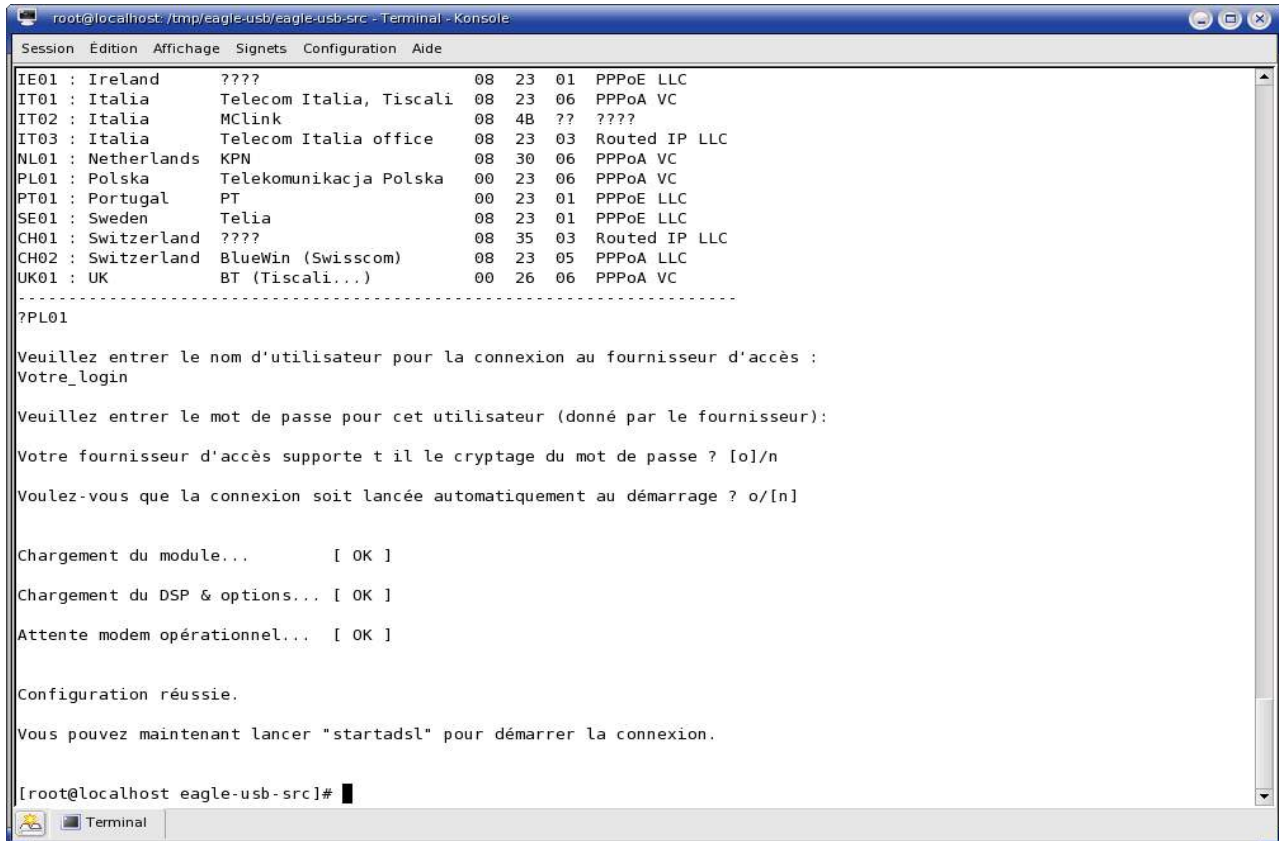 root@localhost: /tmp/eagle-usb/eagle-usb-src - Terminal - Konsole
Session Édition Affichage Signets Configuration Aide
IE01 : Ireland ???? 08 23 01 PPPoE LLC
IT01 : Italia Telecom Italia, Tiscali 08 23 06 PPPoA VC
IT02 : Italia MClink 08 4B ?? ????
IT03 : Italia Telecom Italia office 08 23 03 Routed IP LLC
NL01 : Netherlands KPN 08 30 06 PPPoA VC
PL01 : Polska Telekomunikacja Polska 00 23 06 PPPoA VC
PT01 : Portugal PT 00 23 01 PPPoE LLC
SE01 : Sweden Telia 08 23 01 PPPoE LLC
CH01 : Switzerland ???? 08 35 03 Routed IP LLC
CH02 : Switzerland BlueWin (Swisscom) 08 23 05 PPPoA LLC
UK01 : UK BT (Tiscali...) 00 26 06 PPPoA VC
-----------------------------------------------------------------------
?PL01
Veuillez entrer le nom d'utilisateur pour la connexion au fournisseur d'accès :
Votre_login
Veuillez entrer le mot de passe pour cet utilisateur (donné par le fournisseur):
Votre fournisseur d'accès supporte t il le cryptage du mot de passe ? [o]/n
Voulez-vous que la connexion soit lancée automatiquement au démarrage ? o/[n]
Chargement du module... [ OK ]
Chargement du DSP & options... [ OK ]
Attente modem opérationnel... [ OK ]
Configuration réussie.
Vous pouvez maintenant lancer "startadsl" pour démarrer la connexion.
[root@localhost eagle-usb-src]#
Terminal